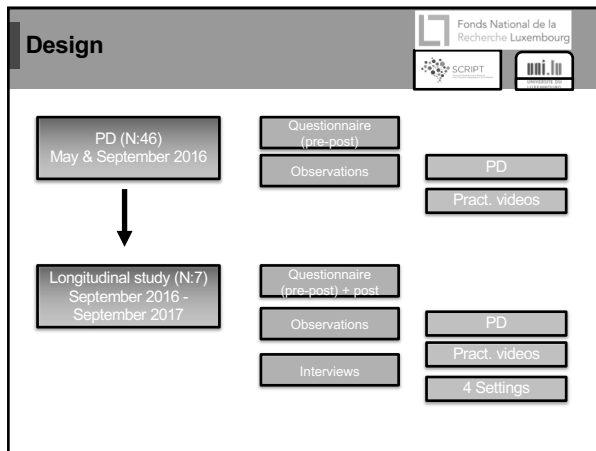 Design
Fonds National de la
Recherche Luxembourg
SCRIPT
uni.lu
UNIVERSITÉ DU
LUXEMBOURG
PD (N:46)
May & September 2016
Questionnaire
(pre-post)
Observations
PD
Pract. videos
Longitudinal study (N:7)
September 2016 -
September 2017
Questionnaire
(pre-post) + post
Observations
PD
Pract. videos
Interviews
4 Settings